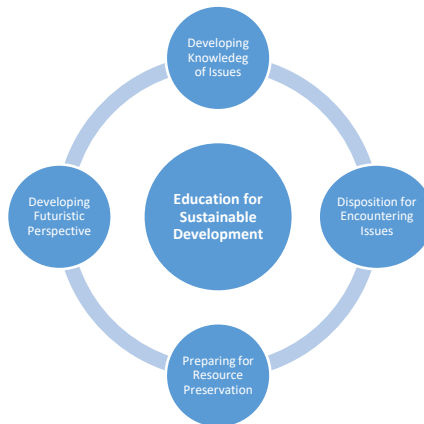 Developing
Knowledeg
of Issues
Developing
Futuristic
Perspective
Education for
Sustainable
Development
Disposition for
Encountering
Issues
Preparing for
Resource
Preservation